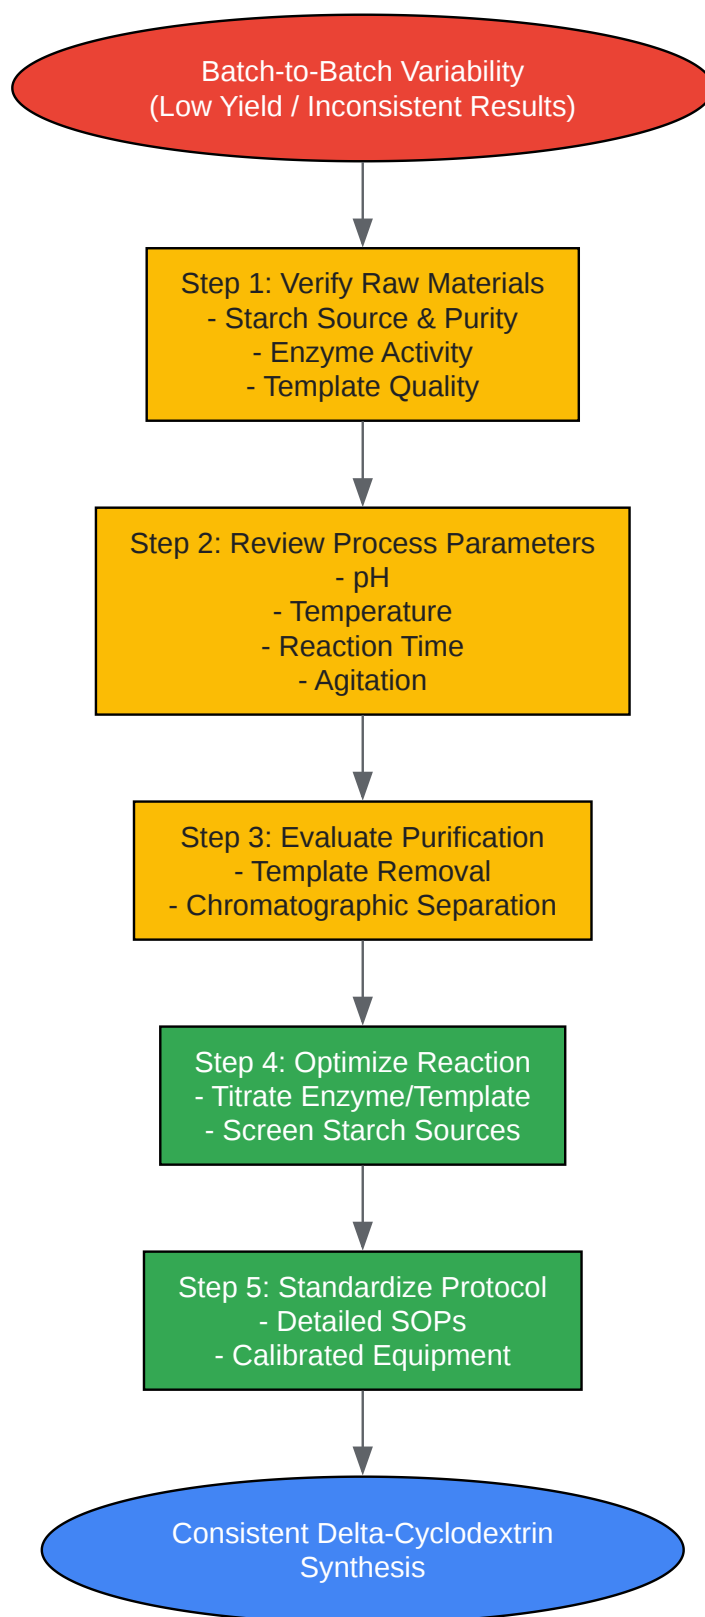 Batch-to-Batch Variability
(Low Yield / Inconsistent Results)
Step 1: Verify Raw Materials
- Starch Source & Purity
- Enzyme Activity
- Template Quality
Step 2: Review Process Parameters
- pH
- Temperature
- Reaction Time
- Agitation
Step 3: Evaluate Purification
- Template Removal
- Chromatographic Separation
Step 4: Optimize Reaction
- Titrate Enzyme/Template
- Screen Starch Sources
Step 5: Standardize Protocol
- Detailed SOPs
- Calibrated Equipment
Consistent Delta-Cyclodextrin
Synthesis